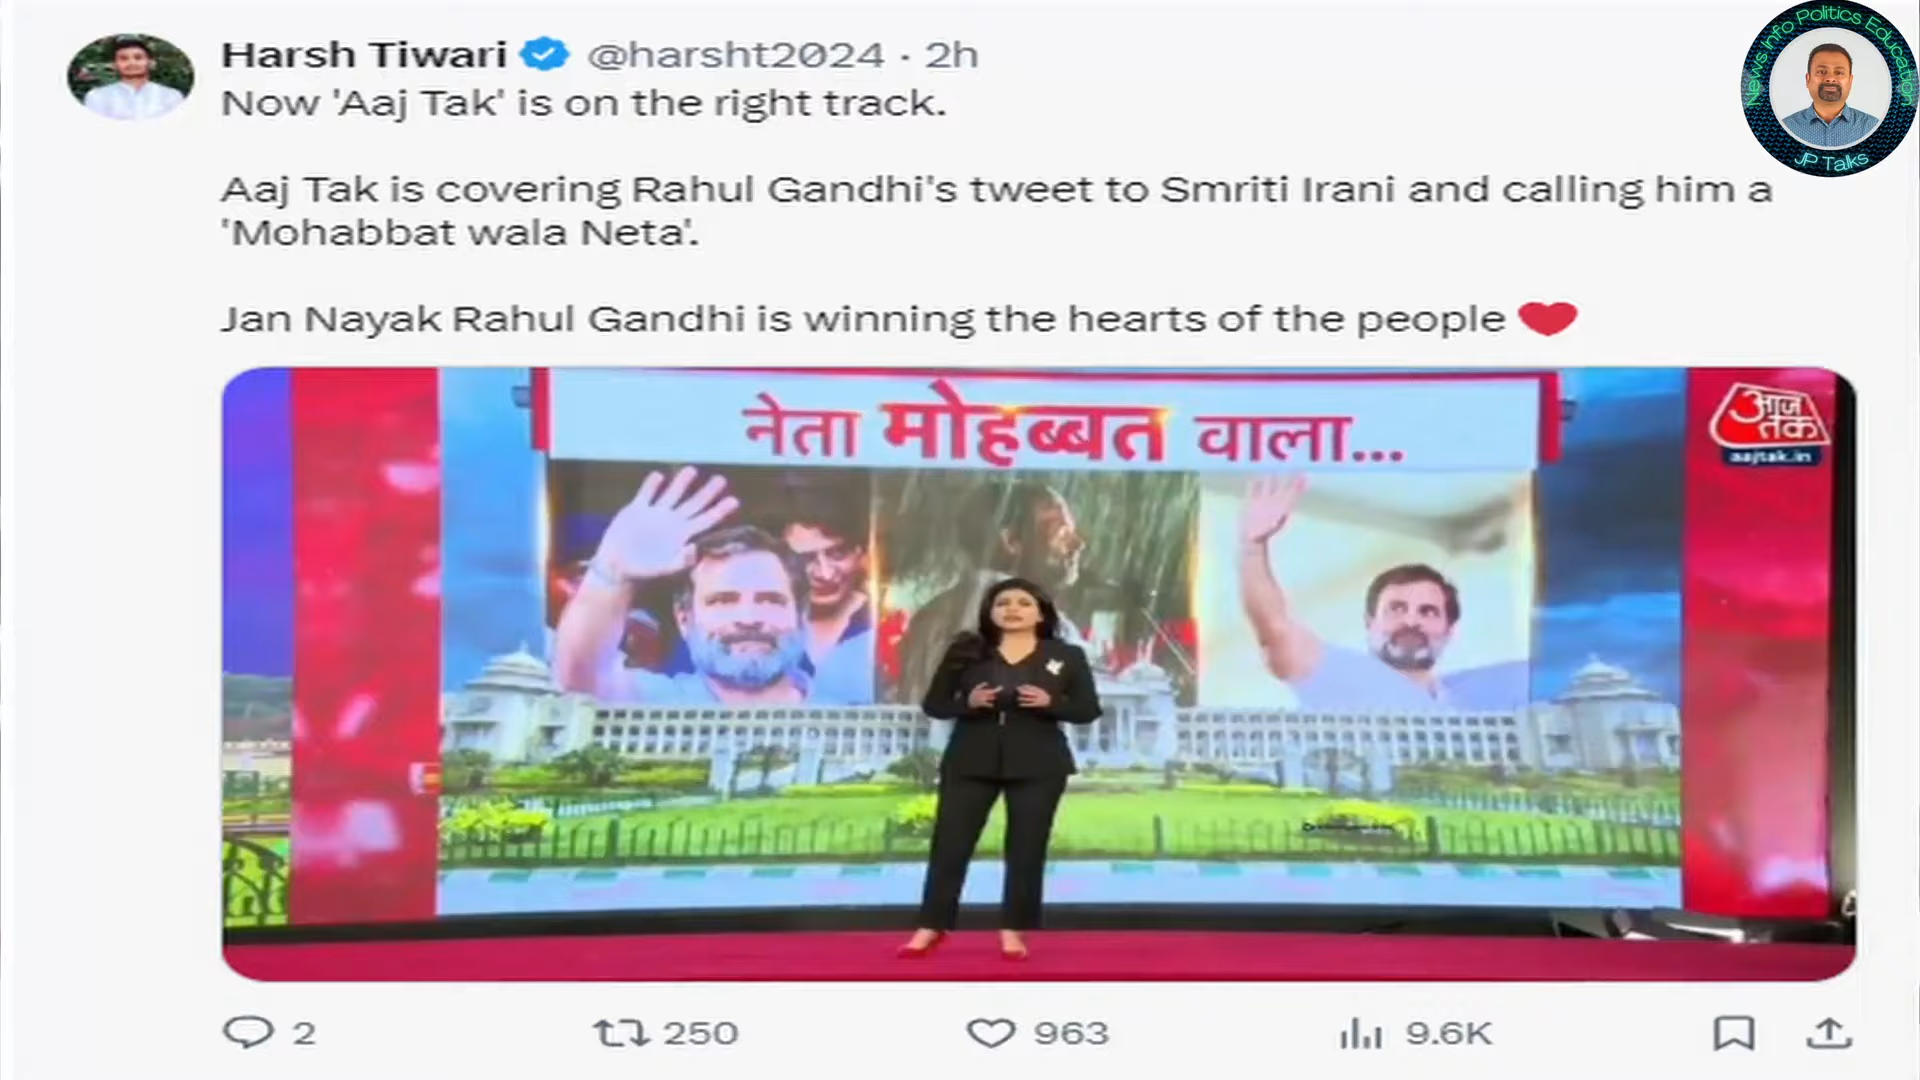 Harsh Tiwari @harsht2024 · 2h
Now 'Aaj Tak' is on the right track.
Aaj Tak is covering Rahul Gandhi's tweet to Smriti Irani and calling him a
'Mohabbat wala Neta'.
Jan Nayak Rahul Gandhi is winning the hearts of the people
नेता मोहब्बत वाला...
आज
तक
aajtak.in
2 250 963 9.6K
News Info Politics Education
JP Talks